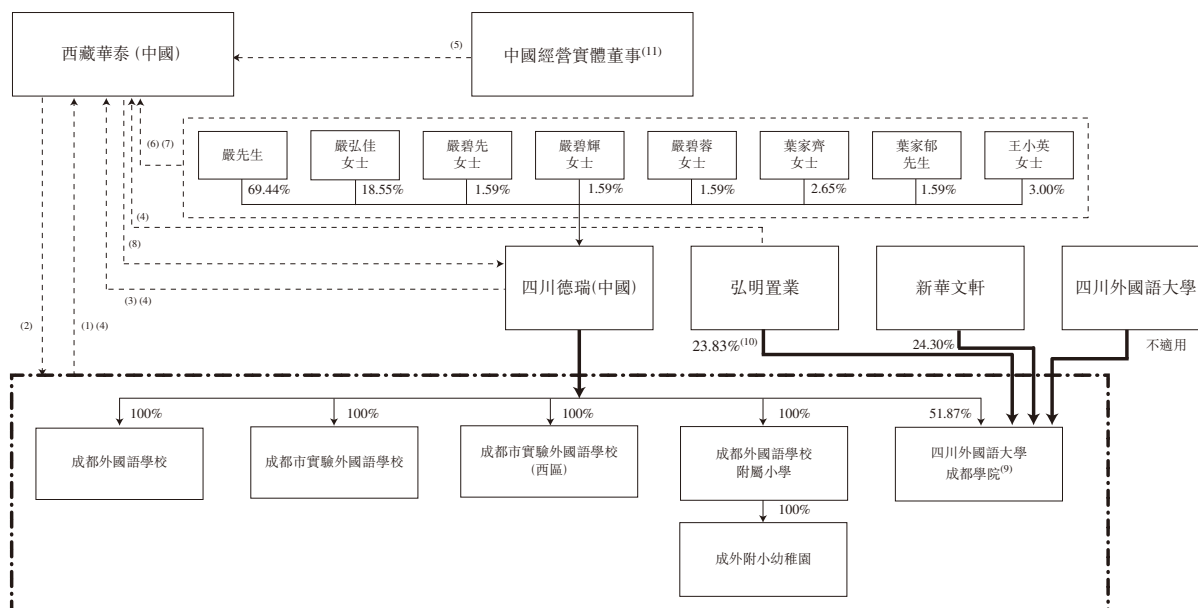 西藏華泰 (中國)
(5)
中國經營實體董事(11)
(6) (7)
嚴先生
嚴弘佳
女士
嚴碧先
女士
嚴碧輝
女士
嚴碧蓉
女士
葉家齊
女士
葉家郁
先生
王小英
女士
69.44%
18.55%
1.59%
1.59%
1.59%
2.65%
1.59%
3.00%
(4)
(8)
四川德瑞(中國)
弘明置業
新華文軒
四川外國語大學
(3) (4)
(2)
(1) (4)
23.83%(10)
24.30%
不適用
100%
100%
100%
100%
51.87%
成都外國語學校
成都市實驗外國語學校
成都市實驗外國語學校
(西區)
成都外國語學校
附屬小學
四川外國語大學
成都學院(9)
100%
成外附小幼稚園